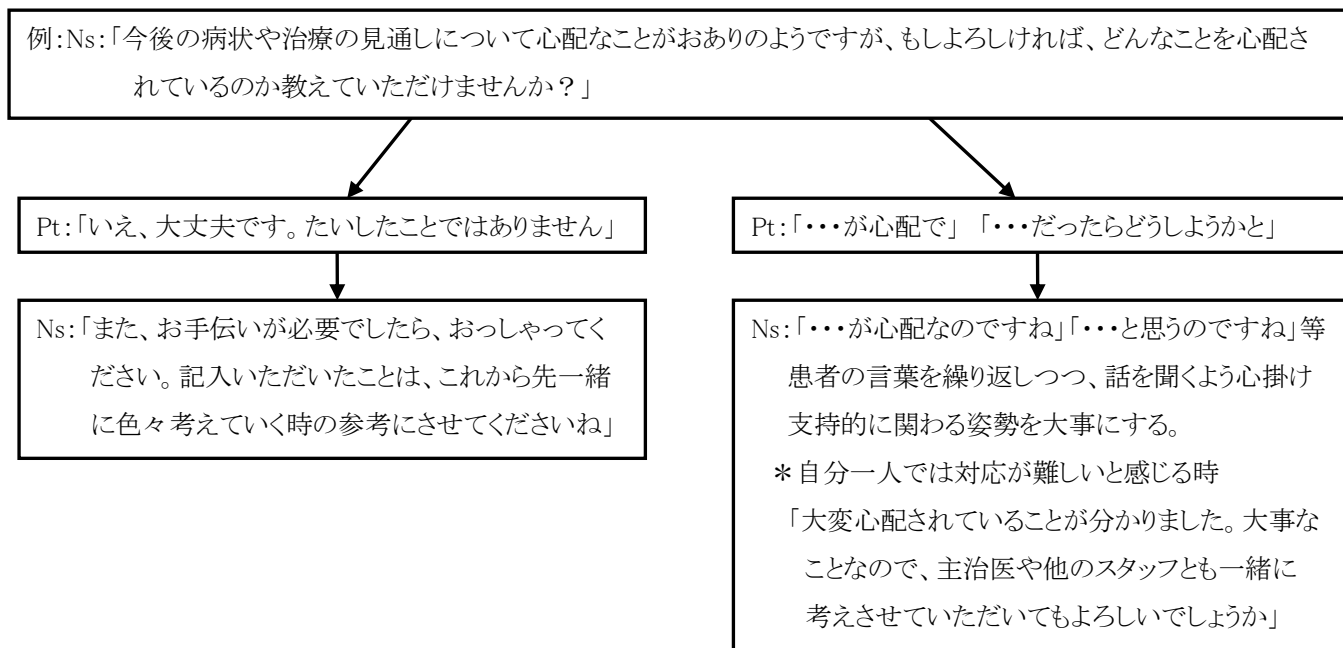 例:Ns:「今後の病状や治療の見通しについて心配なことがおありのようですが、もしよろしければ、どんなことを心配さ
れているのか教えていただけませんか?」
Pt:「いえ、大丈夫です。たいしたことではありません」
Ns:「また、お手伝いが必要でしたら、おっしゃってく
ださい。記入いただいたことは、これから先一緒
に色々考えていく時の参考にさせてくださいね」
Pt:「・・・が心配で」 「・・・だったらどうしようかと」
Ns:「・・・が心配なのですね」「・・・と思うのですね」等
患者の言葉を繰り返しつつ、話を聞くよう心掛け
支持的に関わる姿勢を大事にする。
*自分一人では対応が難しいと感じる時
「大変心配されていることが分かりました。大事な
ことなので、主治医や他のスタッフとも一緒に
考えさせていただいてもよろしいでしょうか」